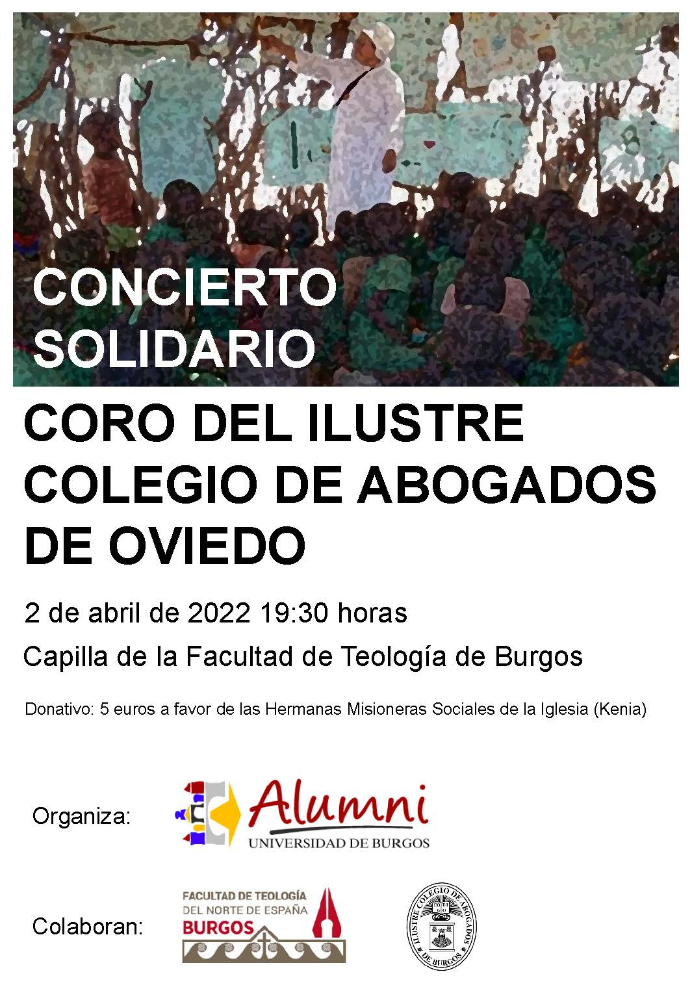 CONCIERTO
SOLIDARIO
CORO DEL ILUSTRE
COLEGIO DE ABOGADOS
DE OVIEDO
2 de abril de 2022 19:30 horas
Capilla de la Facultad de Teología de Burgos
Donativo: 5 euros a favor de las Hermanas Misioneras Sociales de la Iglesia (Kenia)
Organiza:
Alumni
UNIVERSIDAD DE BURGOS
Colaboran:
FACULTAD DE TEOLOGÍA
DEL NORTE DE ESPAÑA
BURGOS
ILUSTRE COLEGIO DE ABOGADOS
DE BURGOS
CO DI
GO